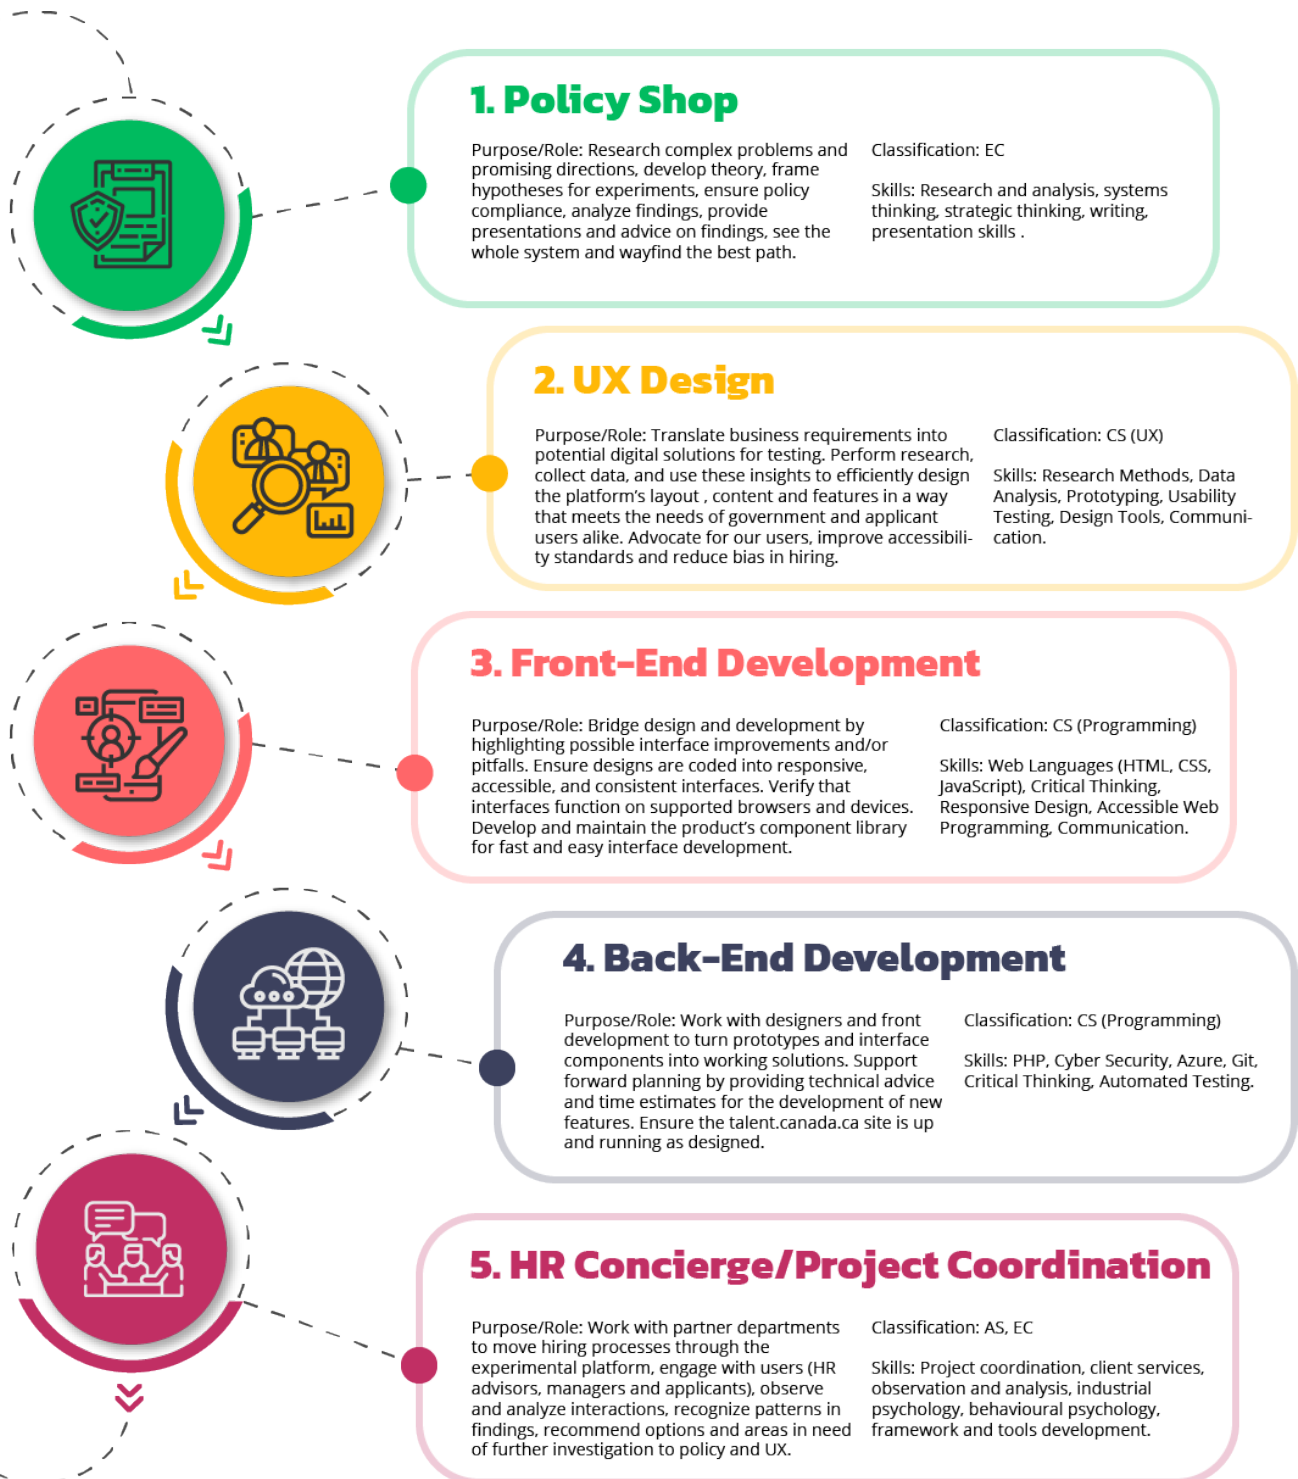 1. Policy Shop
Purpose/Role: Research complex problems and
promising directions, develop theory, frame
hypotheses for experiments, ensure policy
compliance, analyze findings, provide
presentations and advice on findings, see the
whole system and wayfind the best path.
Classification: EC
Skills: Research and analysis, systems
thinking, strategic thinking, writing,
presentation skills .
2. UX Design
Purpose/Role: Translate business requirements into
potential digital solutions for testing. Perform research,
collect data, and use these insights to efficiently design
the platform’s layout , content and features in a way
that meets the needs of government and applicant
users alike. Advocate for our users, improve accessibili-
ty standards and reduce bias in hiring.
Classification: CS (UX)
Skills: Research Methods, Data
Analysis, Prototyping, Usability
Testing, Design Tools, Communi-
cation.
3. Front-End Development
Purpose/Role: Bridge design and development by
highlighting possible interface improvements and/or
pitfalls. Ensure designs are coded into responsive,
accessible, and consistent interfaces. Verify that
interfaces function on supported browsers and devices.
Develop and maintain the product’s component library
for fast and easy interface development.
Classification: CS (Programming)
Skills: Web Languages (HTML, CSS,
JavaScript), Critical Thinking,
Responsive Design, Accessible Web
Programming, Communication.
4. Back-End Development
Purpose/Role: Work with designers and front
development to turn prototypes and interface
components into working solutions. Support
forward planning by providing technical advice
and time estimates for the development of new
features. Ensure the talent.canada.ca site is up
and running as designed.
Classification: CS (Programming)
Skills: PHP, Cyber Security, Azure, Git,
Critical Thinking, Automated Testing.
5. HR Concierge/Project Coordination
Purpose/Role: Work with partner departments
to move hiring processes through the
experimental platform, engage with users (HR
advisors, managers and applicants), observe
and analyze interactions, recognize patterns in
findings, recommend options and areas in need
of further investigation to policy and UX.
Classification: AS, EC
Skills: Project coordination, client services,
observation and analysis, industrial
psychology, behavioural psychology,
framework and tools development.